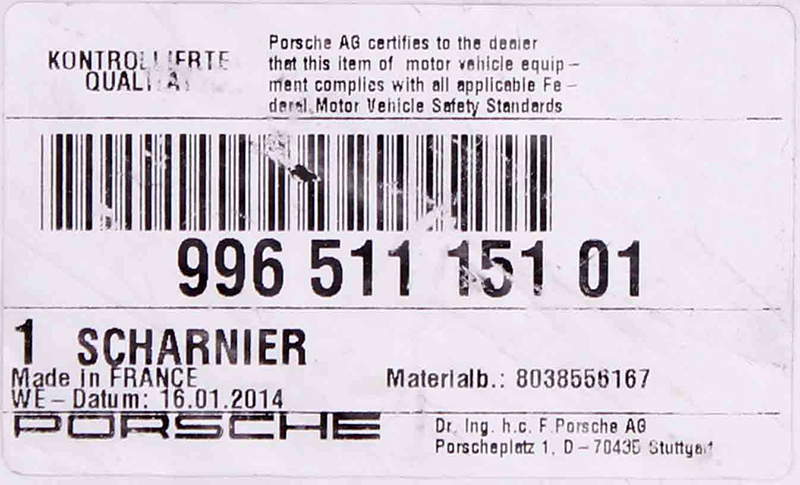 KONTROLLIERTE
QUALITÄT
Porsche AG certifies to the dealer
that this item of motor vehicle equip-
ment complies with all applicable Fe-
deral Motor Vehicle Safety Standards
996 511 151 01
1 SCHARNIER
Made in FRANCE
Materialb.: 8038556167
WE-Datum: 16.01.2014
PORSCHE
Dr. Ing. h.c. F.Porsche AG
Porscheplatz 1, D-70435 Stuttgart